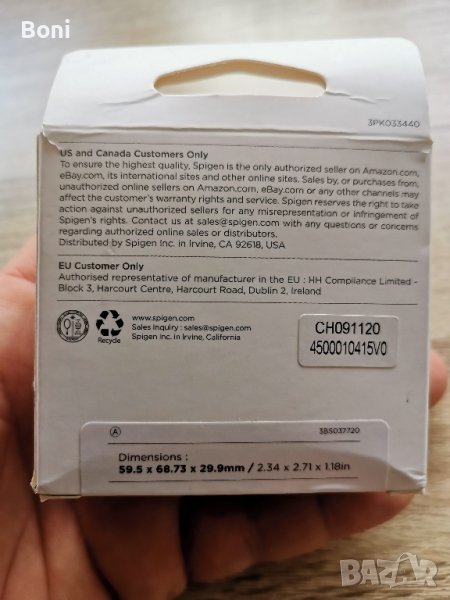 Boni
3PK033440
US and Canada Customers Only
To ensure the highest quality, Spigen is the only authorized seller on Amazon.com,
eBay.com, its international sites and other online sites. Sales by, or purchases from,
unauthorized online sellers on Amazon.com, eBay.com or any other channels may
affect the customer's warranty rights and service. Spigen reserves the right to take
action against unauthorized sellers for any misrepresentation or infringement of
Spigen's rights. Contact us at sales@spigen.com with any questions or concerns
regarding authorized online sales or distributors.
Distributed by Spigen Inc. in Irvine, CA 92618, USA
EU Customer Only
Authorised representative of manufacturer in the EU : HH Compliance Limited -
Block 3, Harcourt Centre, Harcourt Road, Dublin 2, Ireland
Recycle
www.spigen.com
Sales inquiry : sales@spigen.com
Spigen Inc. in Irvine, California
CH091120
4500010415V0
A
3BS037720
Dimensions :
59.5 x 68.73 x 29.9mm / 2.34 x 2.71 x 1.18in
BAZAR